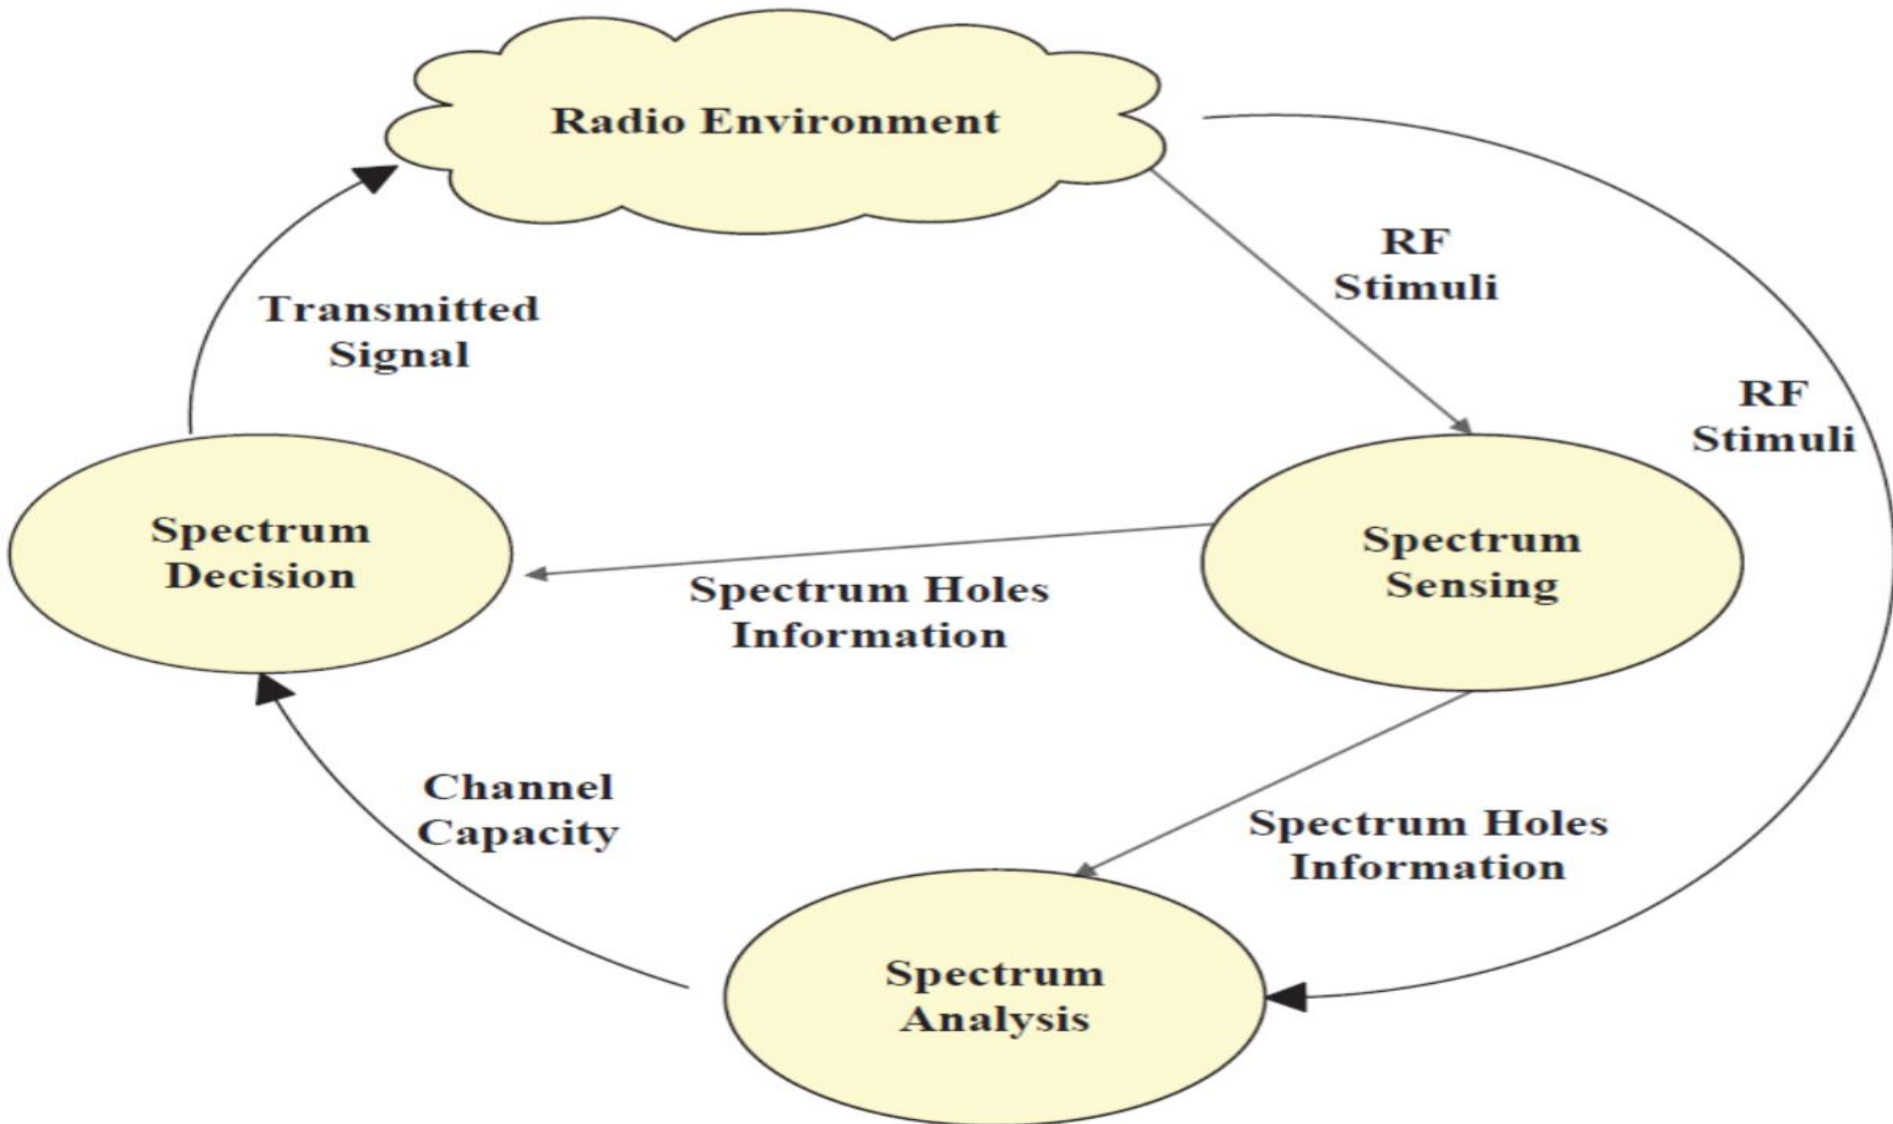 Radio Environment
RF
Stimuli
Transmitted
Signal
RF
Stimuli
Spectrum
Decision
Spectrum
Sensing
Spectrum Holes
Information
Channel
Capacity
Spectrum Holes
Information
Spectrum
Analysis